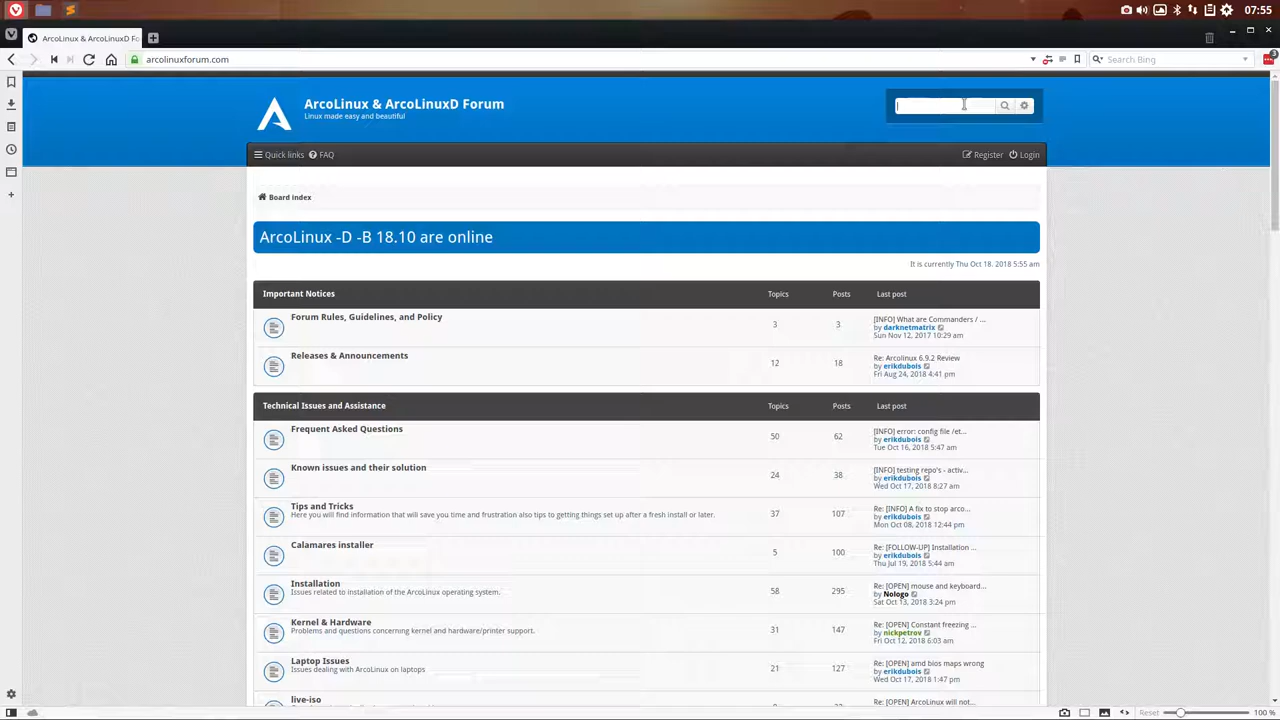 07:55
ArcoLinux & ArcoLinuxD Fo
arcolinuxforum.com
Search Bing
3
ArcoLinux & ArcoLinuxD Forum
Linux made easy and beautiful
Quick links FAQ Register Login
Board index
ArcoLinux -D -B 18.10 are online
It is currently Thu Oct 18, 2018 5:55 am
Important Notices Topics Posts Last post
Forum Rules, Guidelines, and Policy 3 3 [INFO] What are Commanders / ...
by darknetmatrix
Sun Nov 12, 2017 10:29 am
Releases & Announcements 12 18 Re: Arcolinux 6.9.2 Review
by erikdubois
Fri Aug 24, 2018 4:41 pm
Technical Issues and Assistance Topics Posts Last post
Frequent Asked Questions 50 62 [INFO] error: config file /et...
by erikdubois
Tue Oct 16, 2018 5:47 am
Known issues and their solution 24 38 [INFO] testing repo's - activ...
by erikdubois
Wed Oct 17, 2018 8:27 am
Tips and Tricks 37 107 Re: [INFO] A fix to stop arco...
Here you will find information that will save you time and frustration also tips to getting things set up after a fresh install or later.
by erikdubois
Mon Oct 08, 2018 12:44 pm
Calamares installer 5 100 Re: [FOLLOW-UP] Installation ...
by erikdubois
Thu Jul 19, 2018 5:44 am
Installation 58 295 Re: [OPEN] mouse and keyboard...
Issues related to installation of the ArcoLinux operating system.
by Nologo
Sat Oct 13, 2018 3:24 pm
Kernel & Hardware 31 147 Re: [OPEN] Constant freezing ...
Problems and questions concerning kernel and hardware/printer support.
by nickpetrov
Fri Oct 12, 2018 6:03 am
Laptop Issues 21 127 Re: [OPEN] amd bios maps wrong
Issues dealing with ArcoLinux on laptops
by erikdubois
Wed Oct 17, 2018 1:47 pm
live-iso Re: [OPEN] ArcoLinux will not...
Reset 100 %